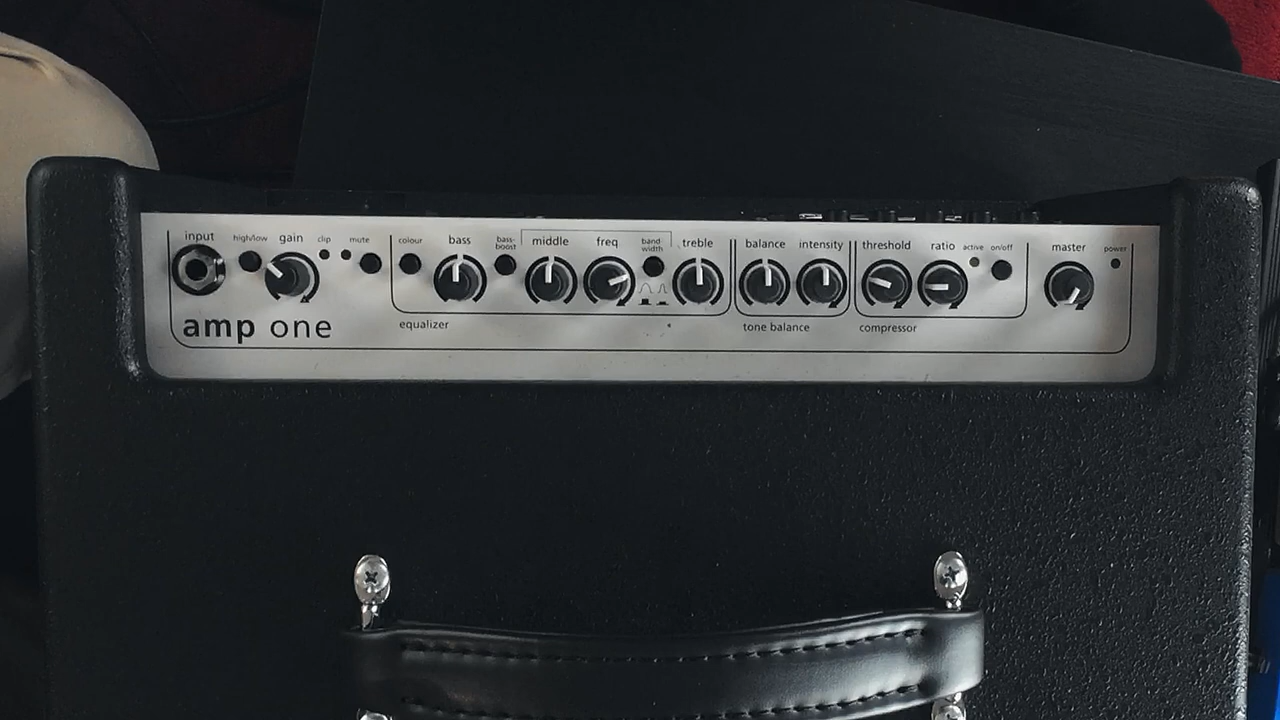 input
high/low
gain
clip
mute
colour
bass
bass-
boost
middle
freq
band
width
treble
balance
intensity
threshold
ratio
active
on/off
master
power
amp one
equalizer
tone balance
compressor